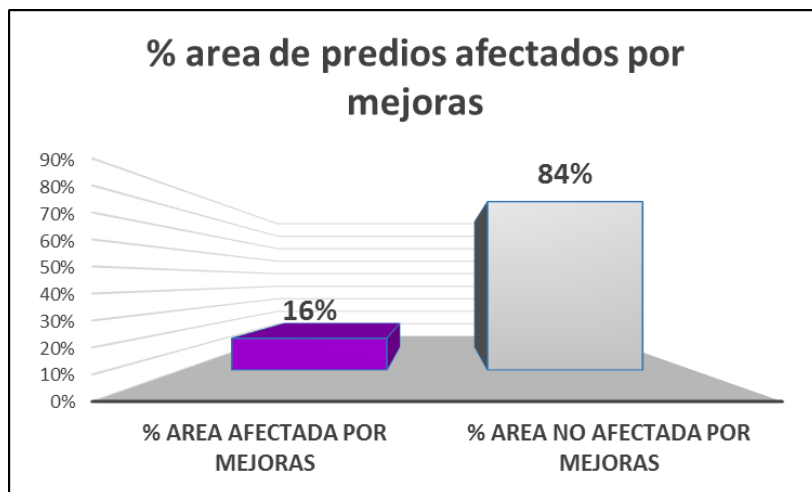 % area de predios afectados por
mejoras
90%
80%
70%
60%
50%
40%
30%
20%
10%
0%
16%
84%
% AREA AFECTADA POR
MEJORAS
% AREA NO AFECTADA POR
MEJORAS